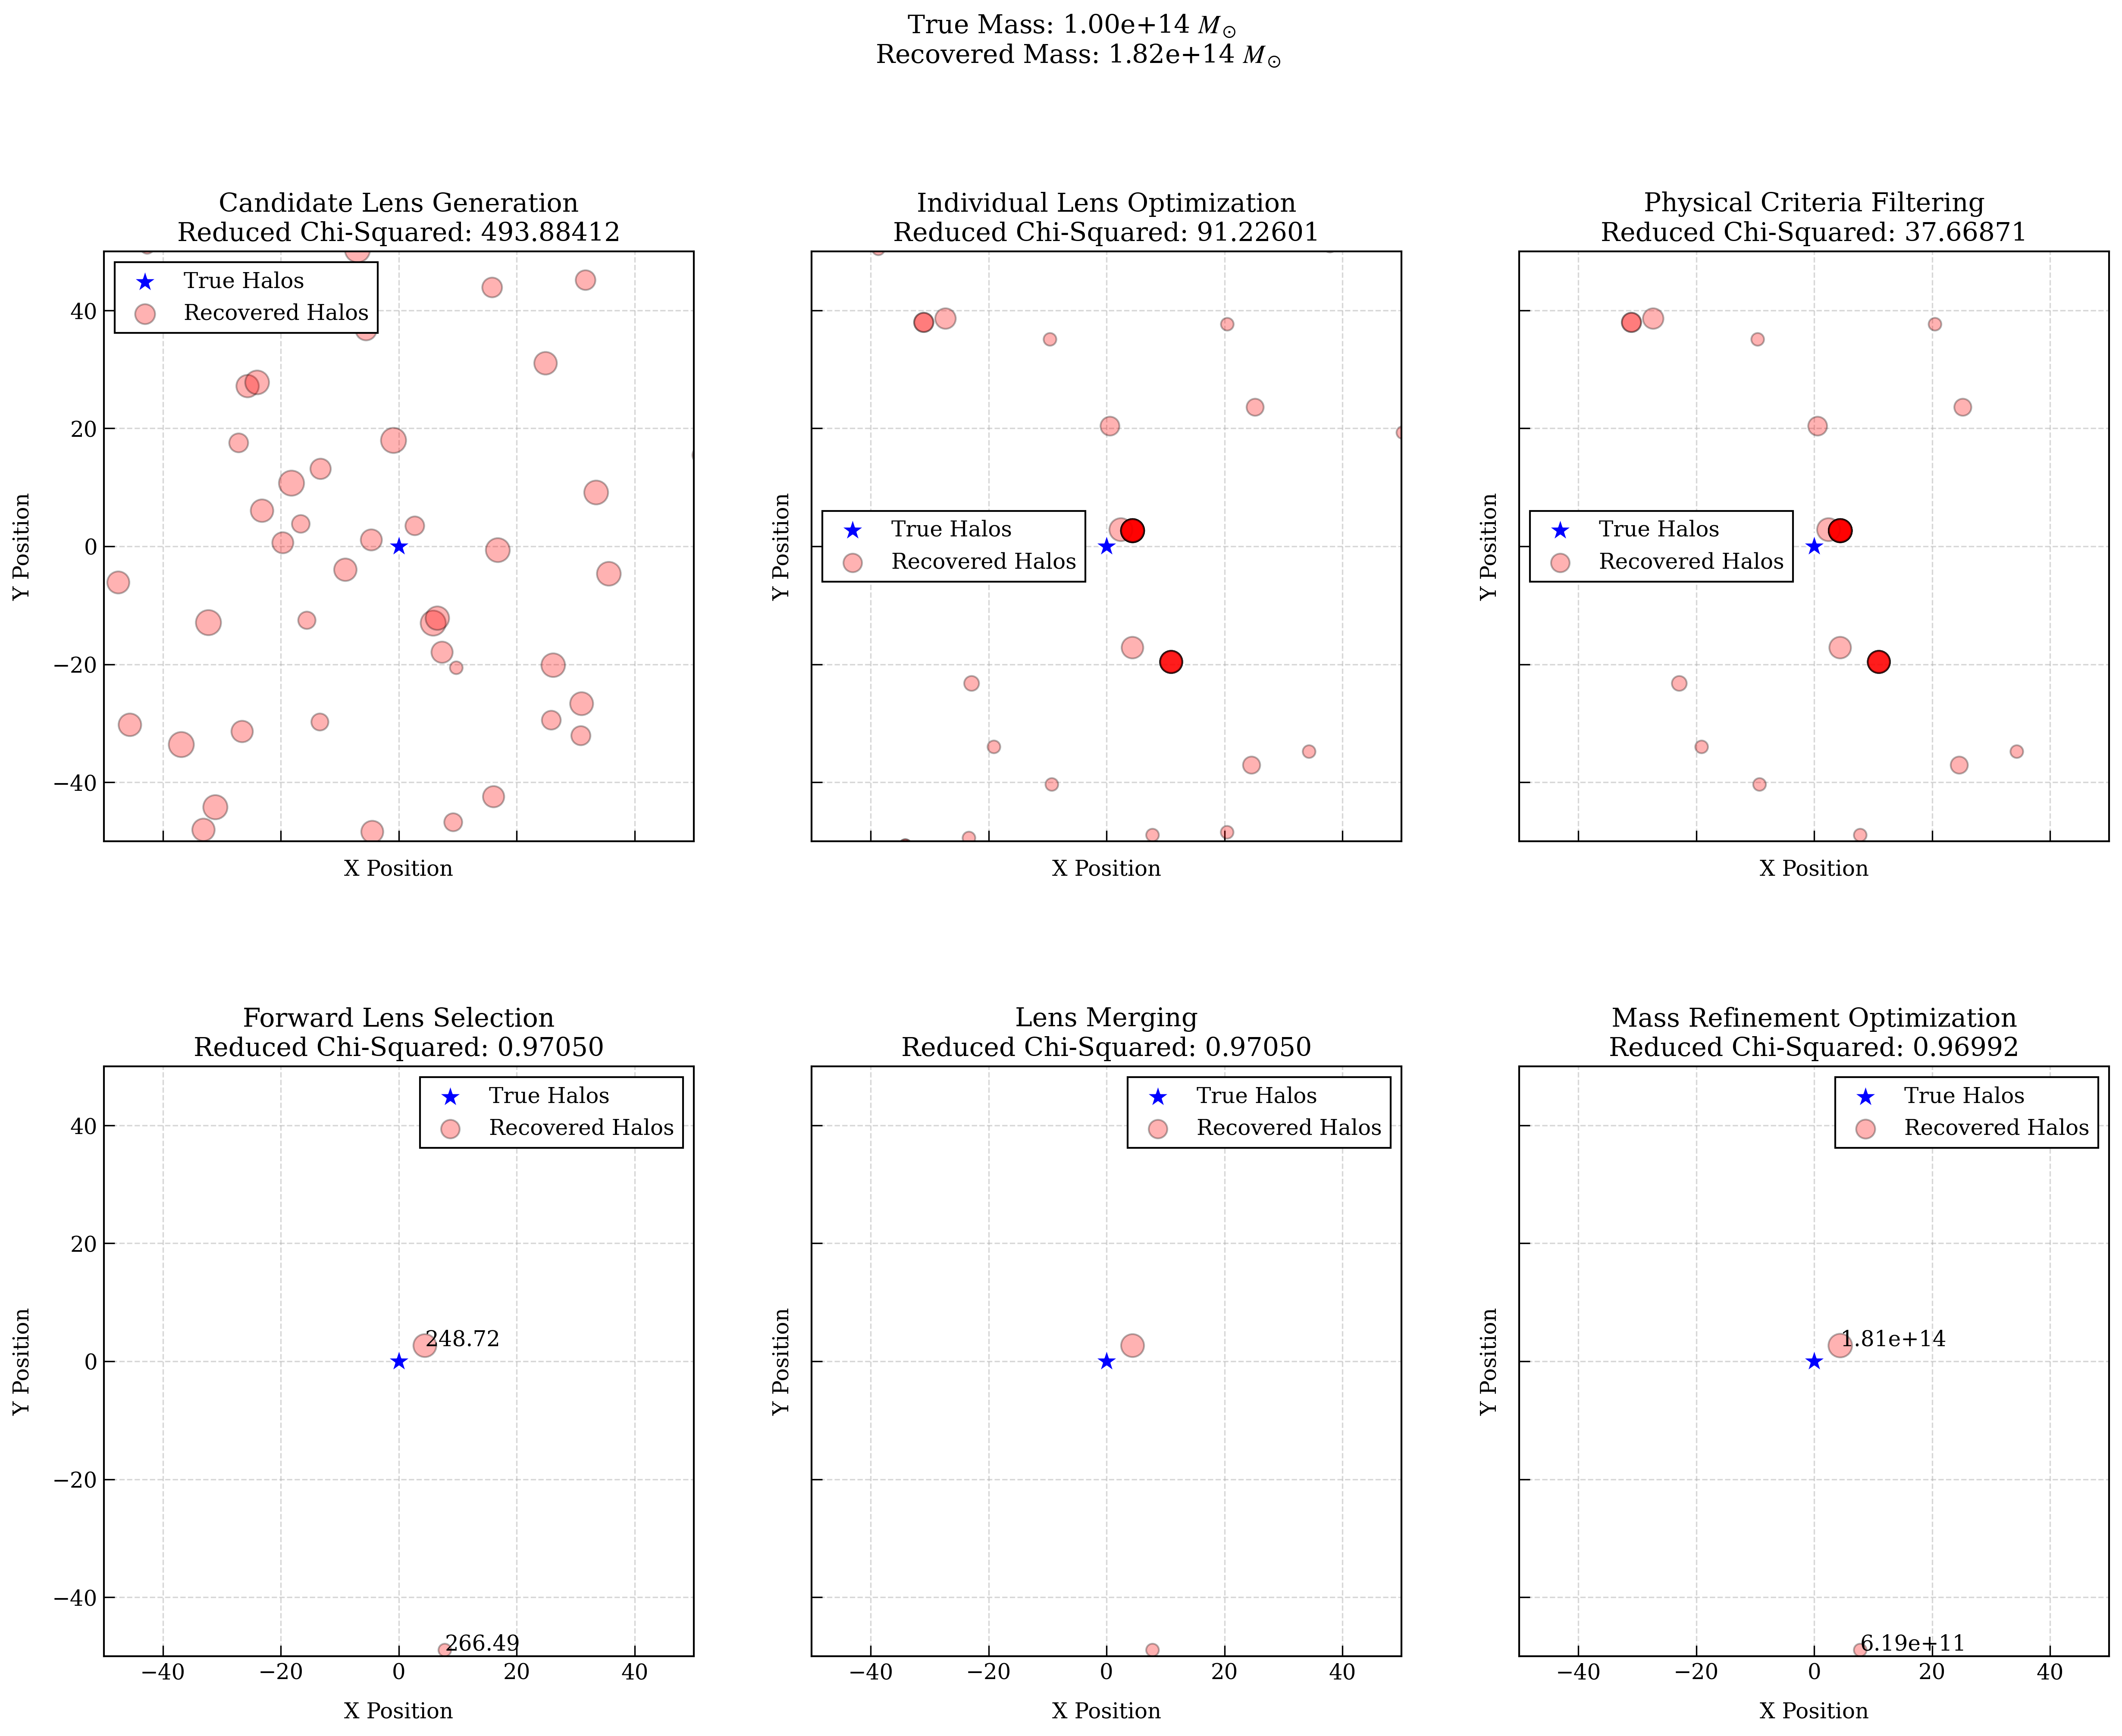 True Mass: 1.00e+14 M⊙
Recovered Mass: 1.82e+14 M⊙
Candidate Lens Generation
Reduced Chi-Squared: 493.88412
True Halos
Recovered Halos
40
20
0
−20
−40
Y Position
X Position
Individual Lens Optimization
Reduced Chi-Squared: 91.22601
True Halos
Recovered Halos
Y Position
X Position
Physical Criteria Filtering
Reduced Chi-Squared: 37.66871
True Halos
Recovered Halos
Y Position
X Position
Forward Lens Selection
Reduced Chi-Squared: 0.97050
True Halos
Recovered Halos
248.72
266.49
40
20
0
−20
−40
Y Position
−40 −20 0 20 40
X Position
Lens Merging
Reduced Chi-Squared: 0.97050
True Halos
Recovered Halos
Y Position
−40 −20 0 20 40
X Position
Mass Refinement Optimization
Reduced Chi-Squared: 0.96992
True Halos
Recovered Halos
1.81e+14
6.19e+11
Y Position
−40 −20 0 20 40
X Position